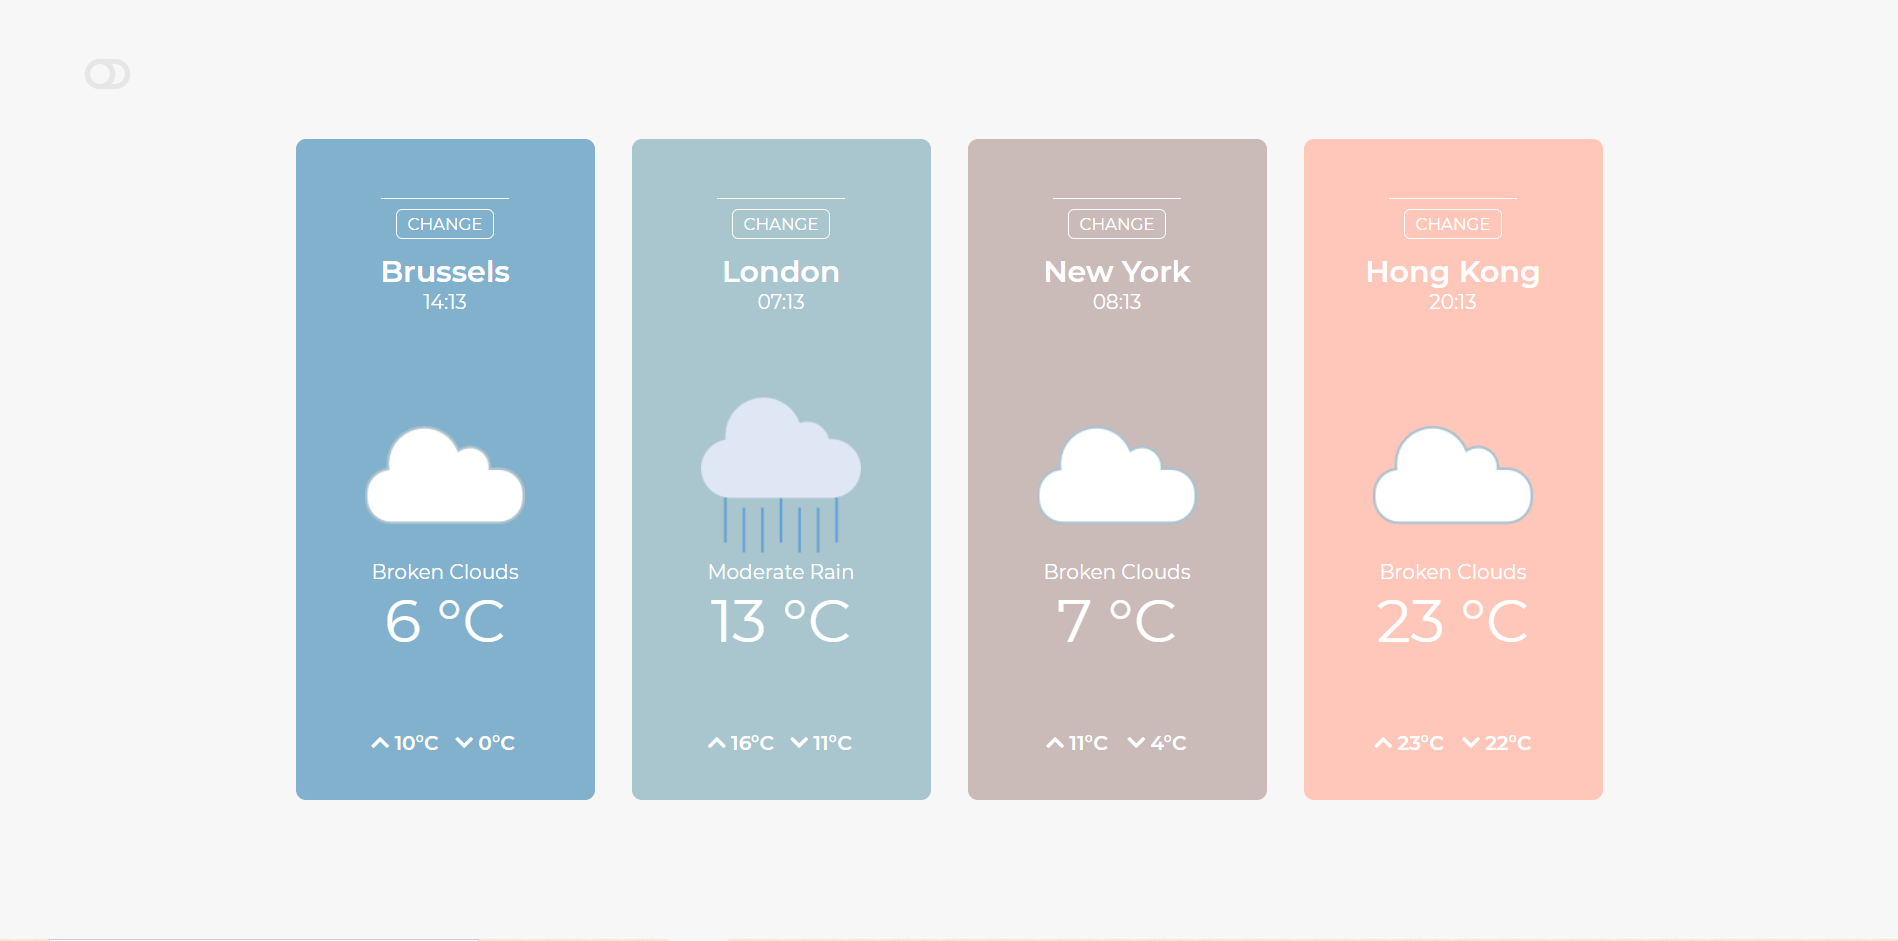 CHANGE
Brussels
14:13
Broken Clouds
6 °C
10°C 0°C
CHANGE
London
07:13
Moderate Rain
13 °C
16°C 11°C
CHANGE
New York
08:13
Broken Clouds
7 °C
11°C 4°C
CHANGE
Hong Kong
20:13
Broken Clouds
23 °C
23°C 22°C